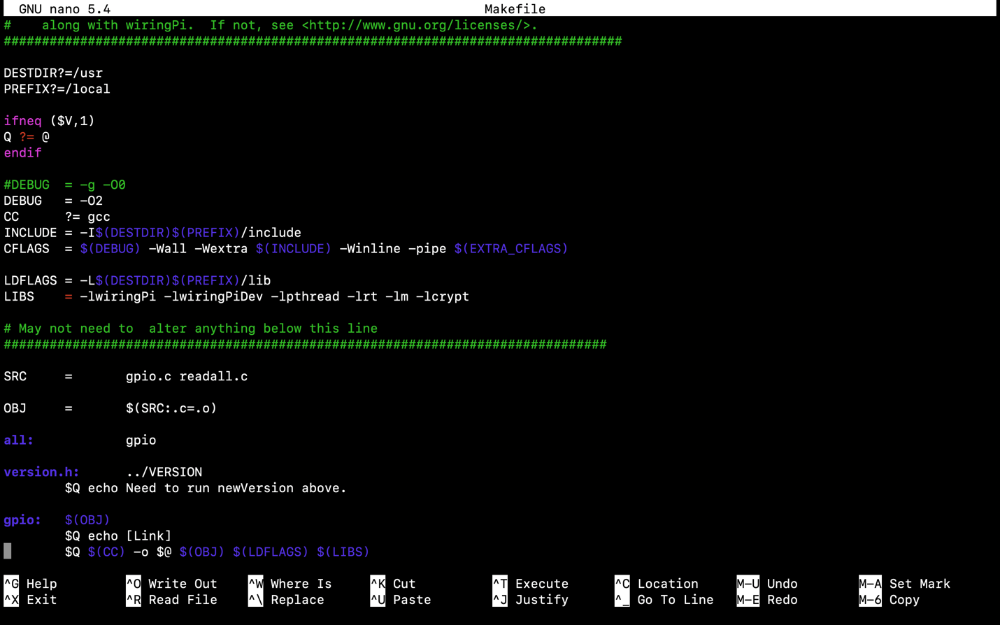 GNU nano 5.4 Makefile
#    along with wiringPi.  If not, see <http://www.gnu.org/licenses/>.
#################################################################################
DESTDIR?=/usr
PREFIX?=/local
ifneq ($V,1)
Q ?= @
endif
#DEBUG  = -g -O0
DEBUG   = -O2
CC      ?= gcc
INCLUDE = -I$(DESTDIR)$(PREFIX)/include
CFLAGS  = $(DEBUG) -Wall -Wextra $(INCLUDE) -Winline -pipe $(EXTRA_CFLAGS)
LDFLAGS = -L$(DESTDIR)$(PREFIX)/lib
LIBS    = -lwiringPi -lwiringPiDev -lpthread -lrt -lm -lcrypt
# May not need to  alter anything below this line
###############################################################################
SRC     =       gpio.c readall.c
OBJ     =       $(SRC:.c=.o)
all:            gpio
version.h:      ../VERSION
        $Q echo Need to run newVersion above.
gpio:   $(OBJ)
        $Q echo [Link]
        $Q $(CC) -o $@ $(OBJ) $(LDFLAGS) $(LIBS)
^G Help ^O Write Out ^W Where Is ^K Cut ^T Execute ^C Location M-U Undo M-A Set Mark
^X Exit ^R Read File ^\ Replace ^U Paste ^J Justify ^_ Go To Line M-E Redo M-6 Copy